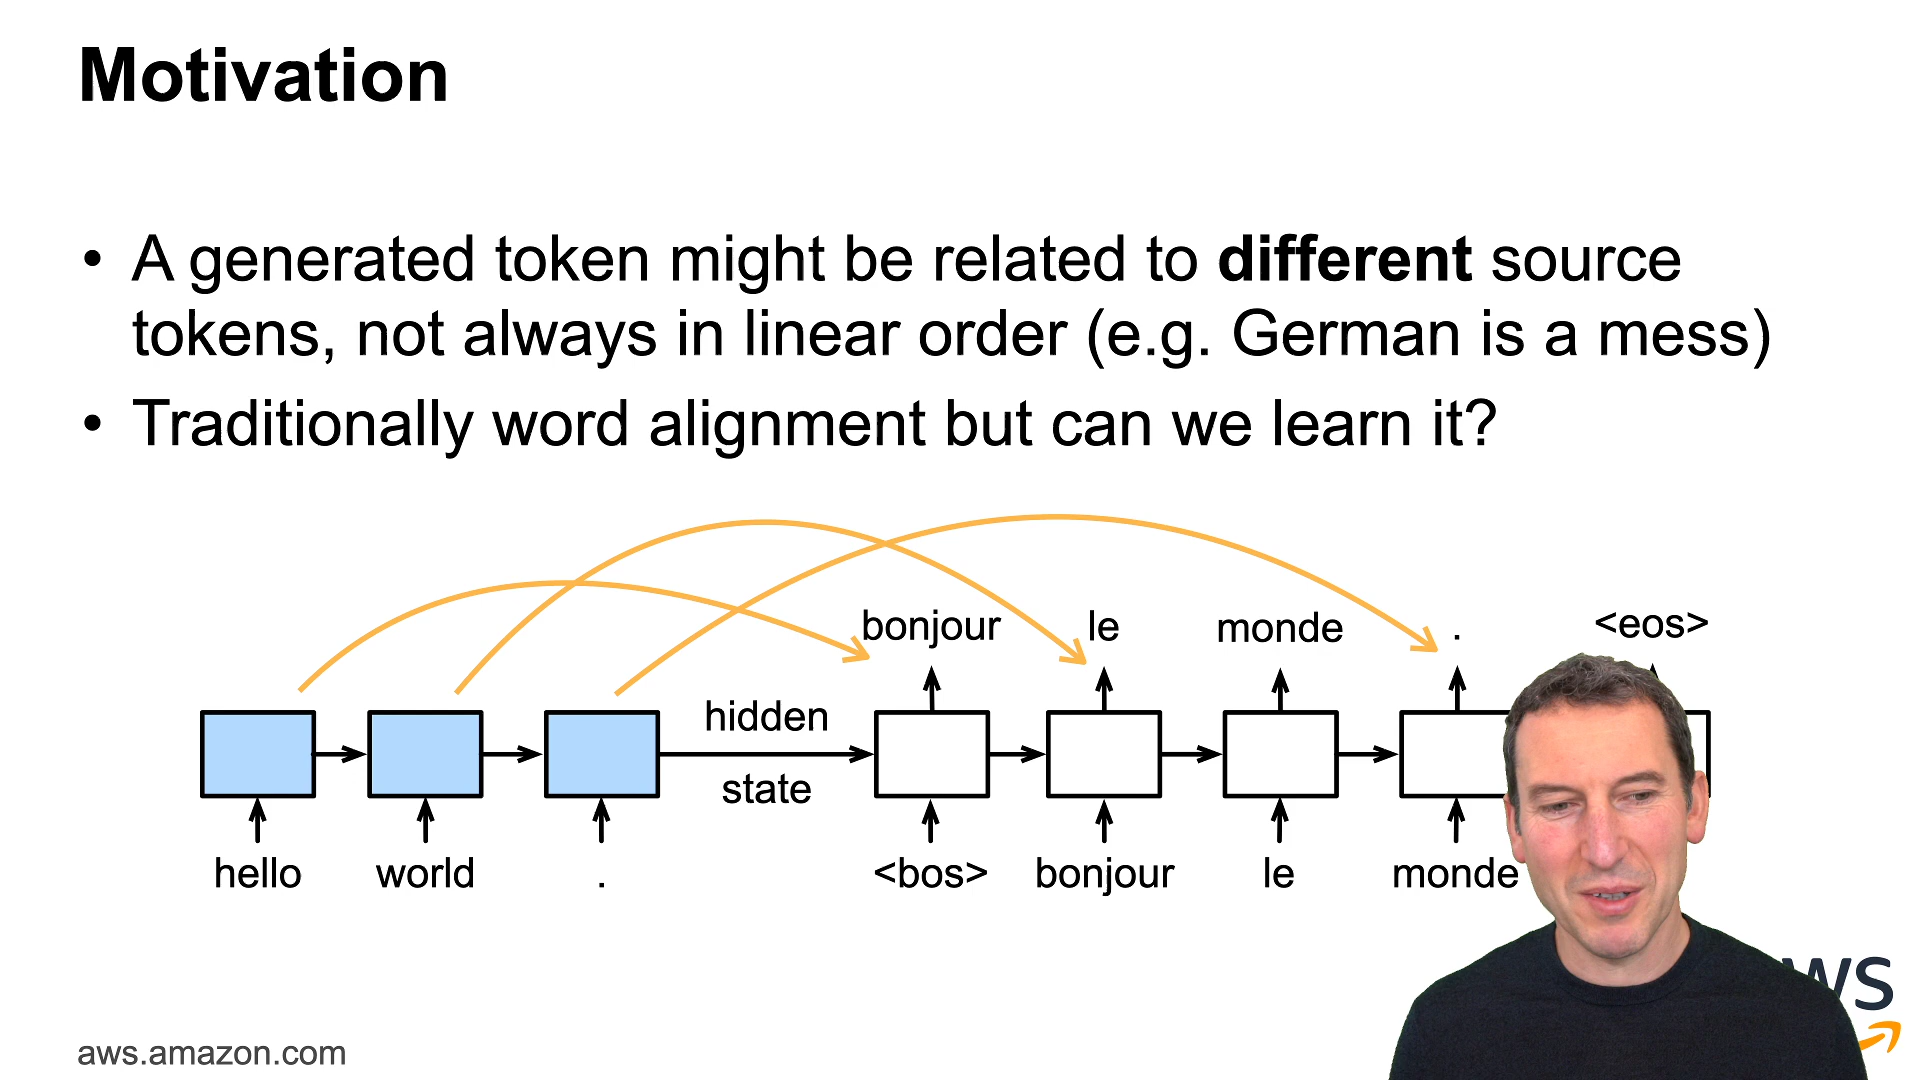 Motivation
• A generated token might be related to different source
tokens, not always in linear order (e.g. German is a mess)
• Traditionally word alignment but can we learn it?
bonjour le monde . <eos>
hidden
state
hello world . <bos> bonjour le monde
aws.amazon.com